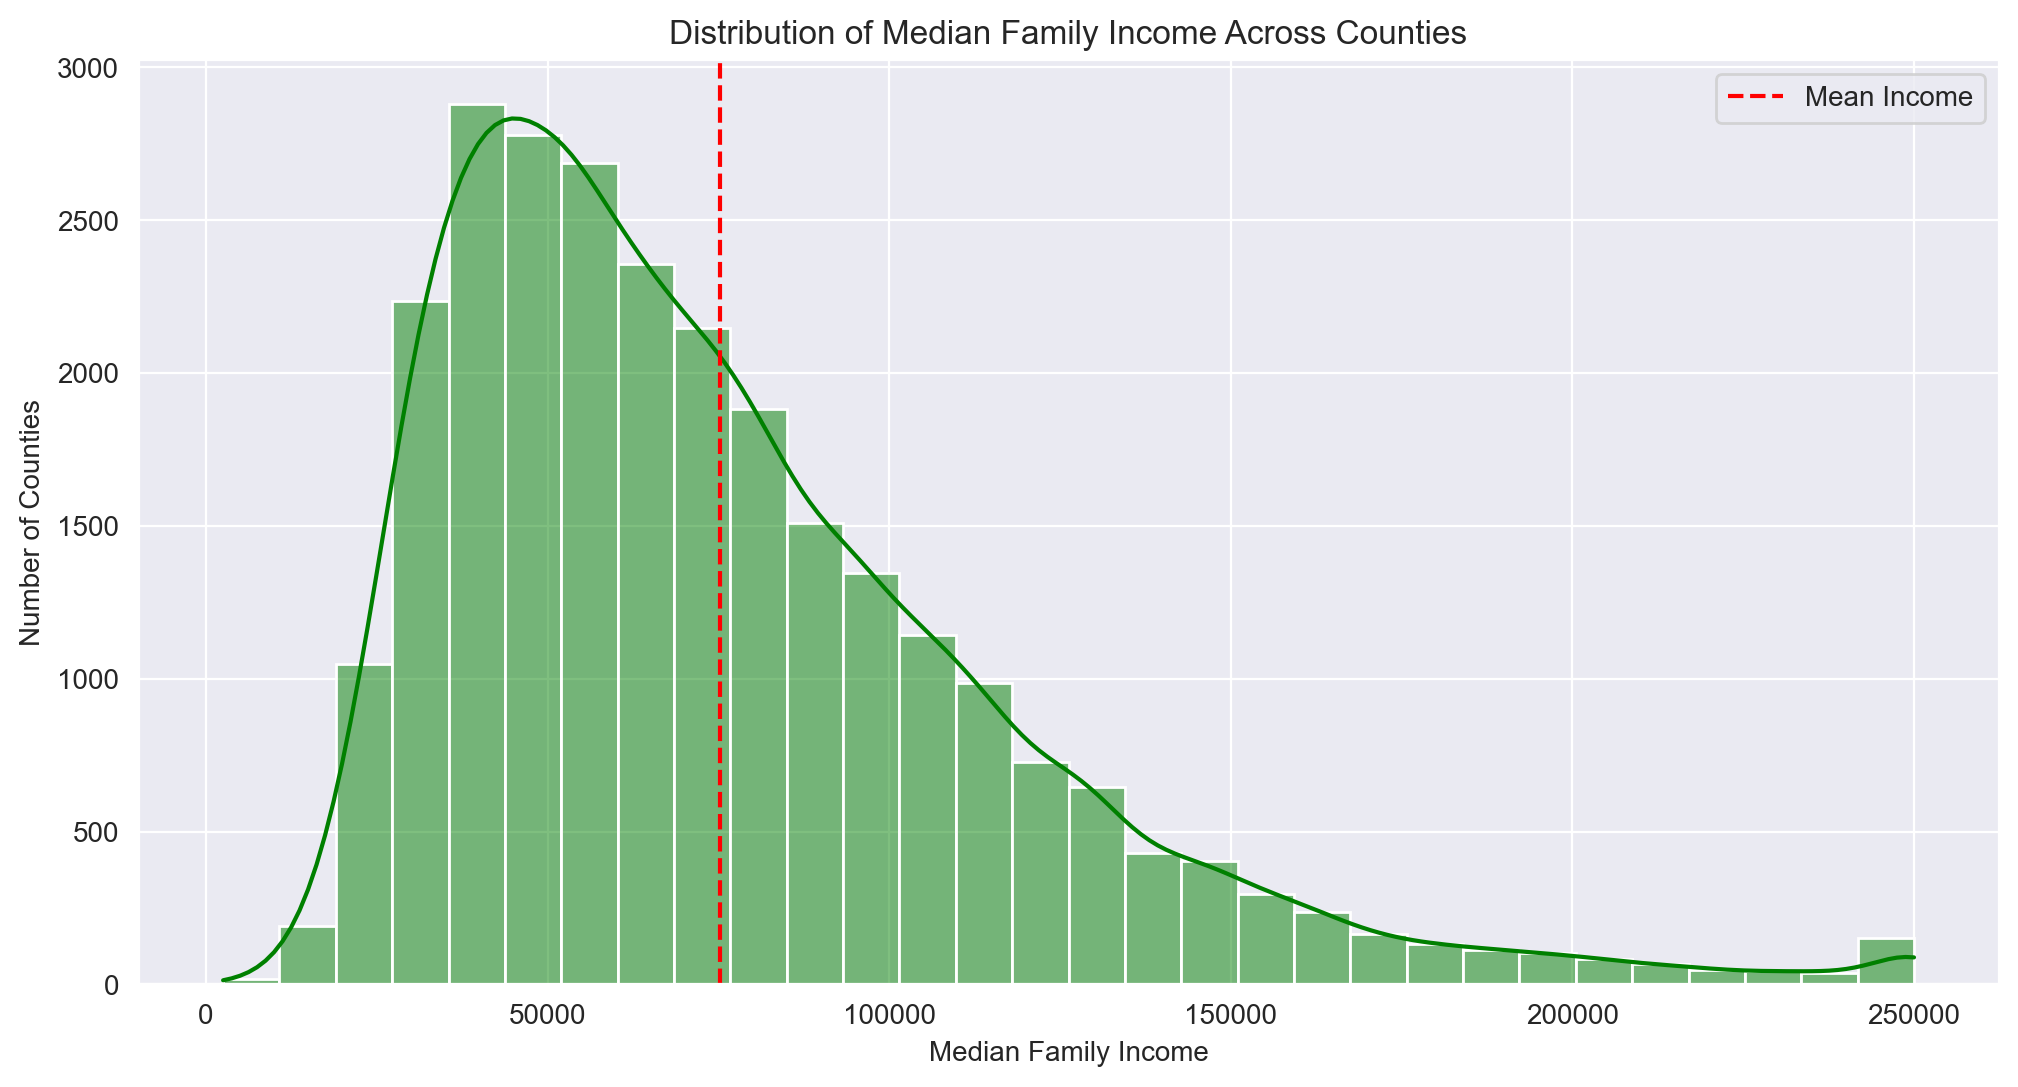 Distribution of Median Family Income Across Counties
Mean Income
3000
2500
2000
1500
1000
500
0
Number of Counties
0 50000 100000 150000 200000 250000
Median Family Income